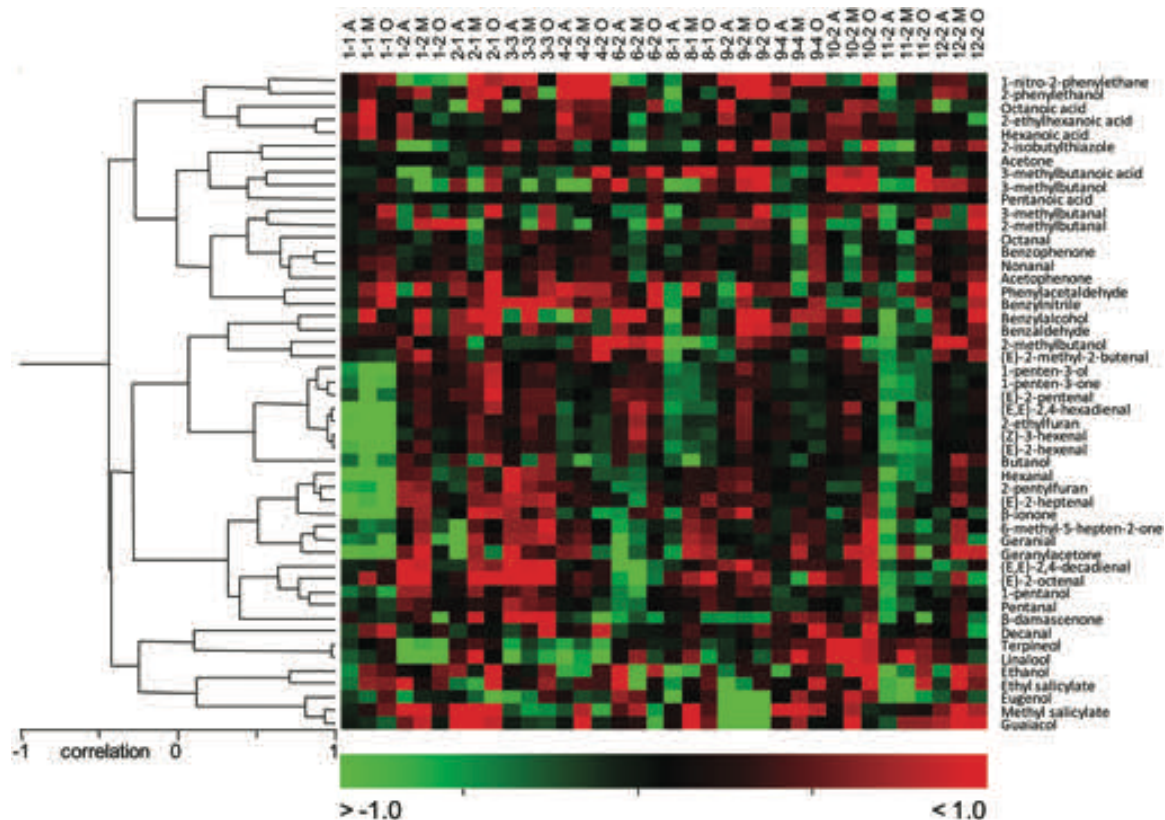 1-1 A
1-1 M
1-1 O
1-2 A
1-2 M
1-2 O
2-1 A
2-1 M
2-1 O
3-3 A
3-3 M
3-3 O
4-2 A
4-2 M
4-2 O
6-2 A
6-2 M
6-2 O
8-1 A
8-1 M
8-1 O
9-2 A
9-2 M
9-2 O
9-4 A
9-4 M
9-4 O
10-2 A
10-2 M
10-2 O
11-2 A
11-2 M
11-2 O
12-2 A
12-2 M
12-2 O
1-nitro-2-phenylethane
2-phenylethanol
Octanoic acid
2-ethylhexanoic acid
Hexanoic acid
2-isobutylthiazole
Acetone
3-methylbutanoic acid
3-methylbutanol
Pentanoic acid
3-methylbutanal
2-methylbutanal
Octanal
Benzophenone
Nonanal
Acetophenone
Phenylacetaldehyde
Benzylnitrile
Benzylalcohol
Benzaldehyde
2-methylbutanol
(E)-2-methyl-2-butenal
1-penten-3-ol
1-penten-3-one
(E)-2-pentenal
(E,E)-2,4-hexadienal
2-ethylfuran
(Z)-3-hexenal
(E)-2-hexenal
Butanol
Hexanal
2-pentylfuran
(E)-2-heptenal
β-ionone
6-methyl-5-hepten-2-one
Geranial
Geranylacetone
(E,E)-2,4-decadienal
(E)-2-octenal
1-pentanol
Pentanal
β-damascenone
Decanal
Terpineol
Linalool
Ethanol
Ethyl salicylate
Eugenol
Methyl salicylate
Guaiacol
-1 correlation 0 1
> -1.0 < 1.0